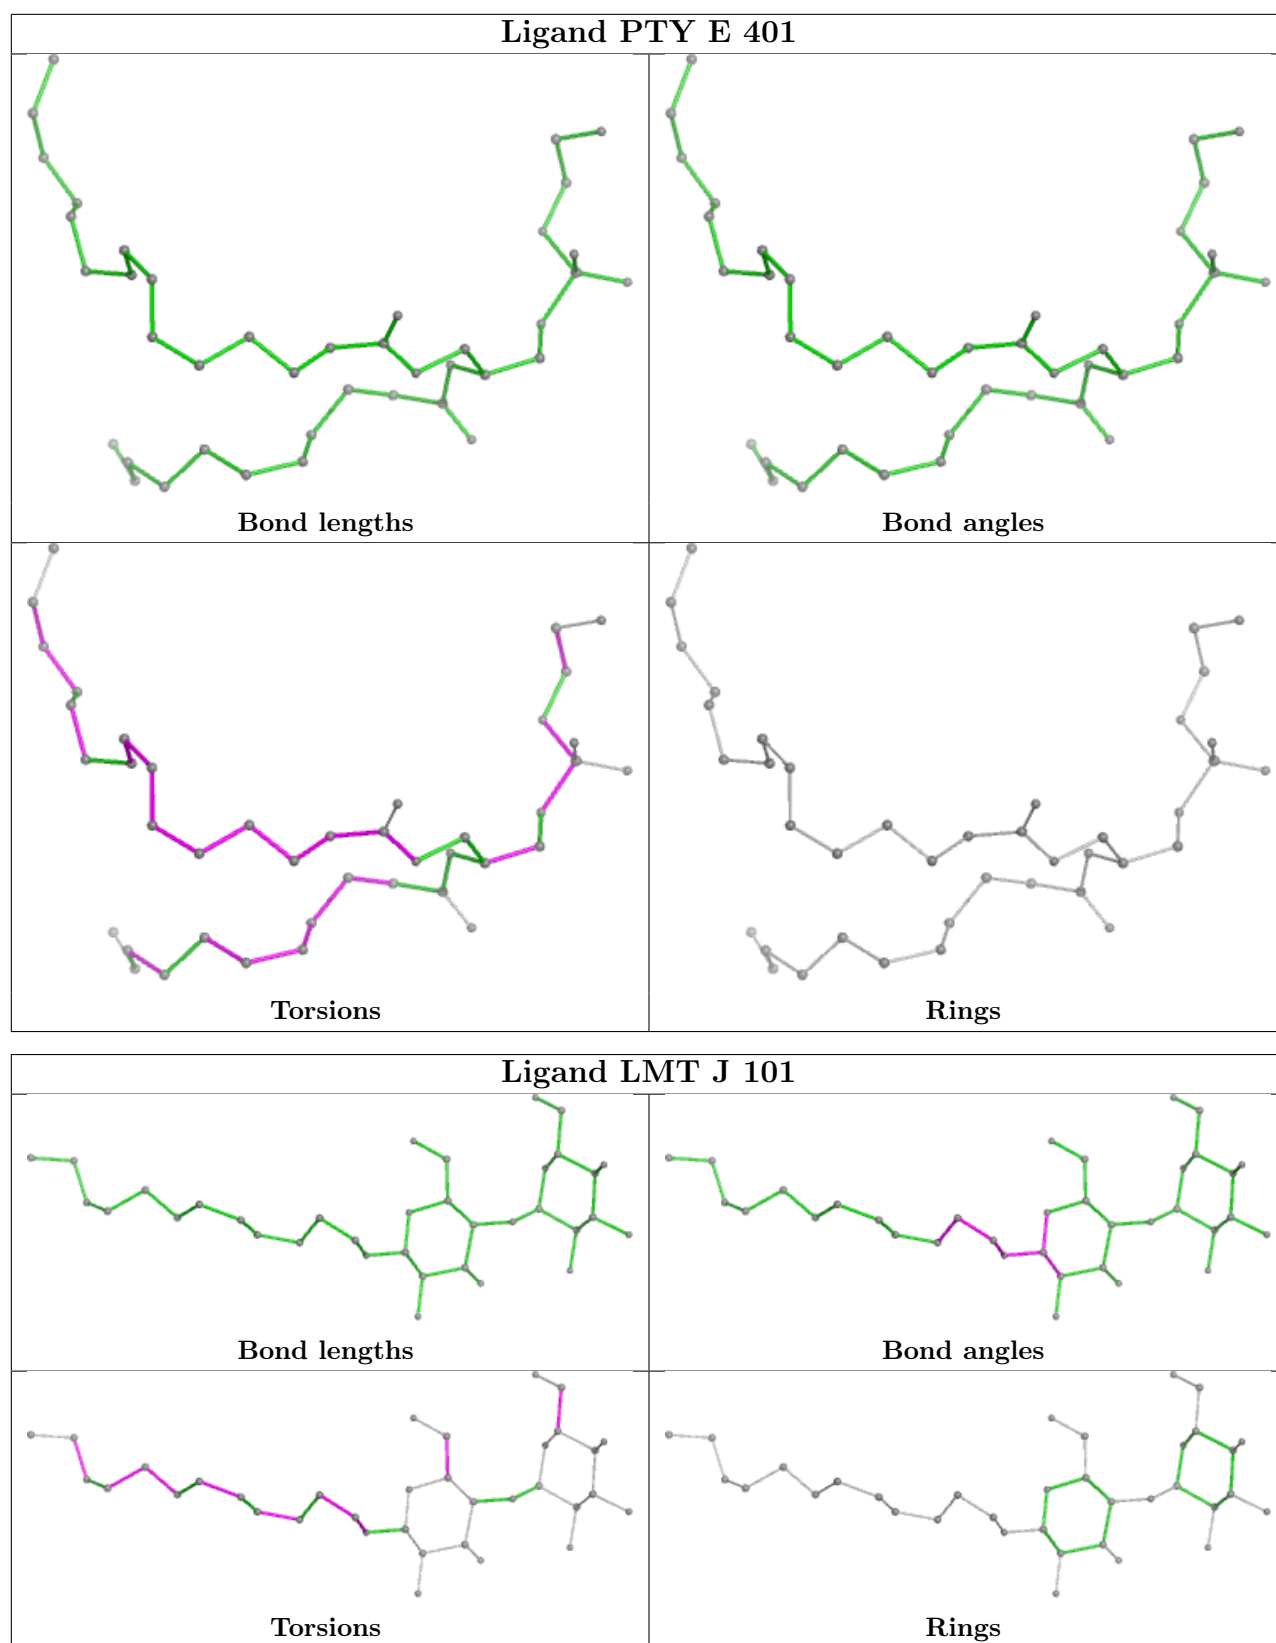 Ligand PTY E 401
Bond lengths
Bond angles
Torsions
Rings
Ligand LMT J 101
Bond lengths
Bond angles
Torsions
Rings